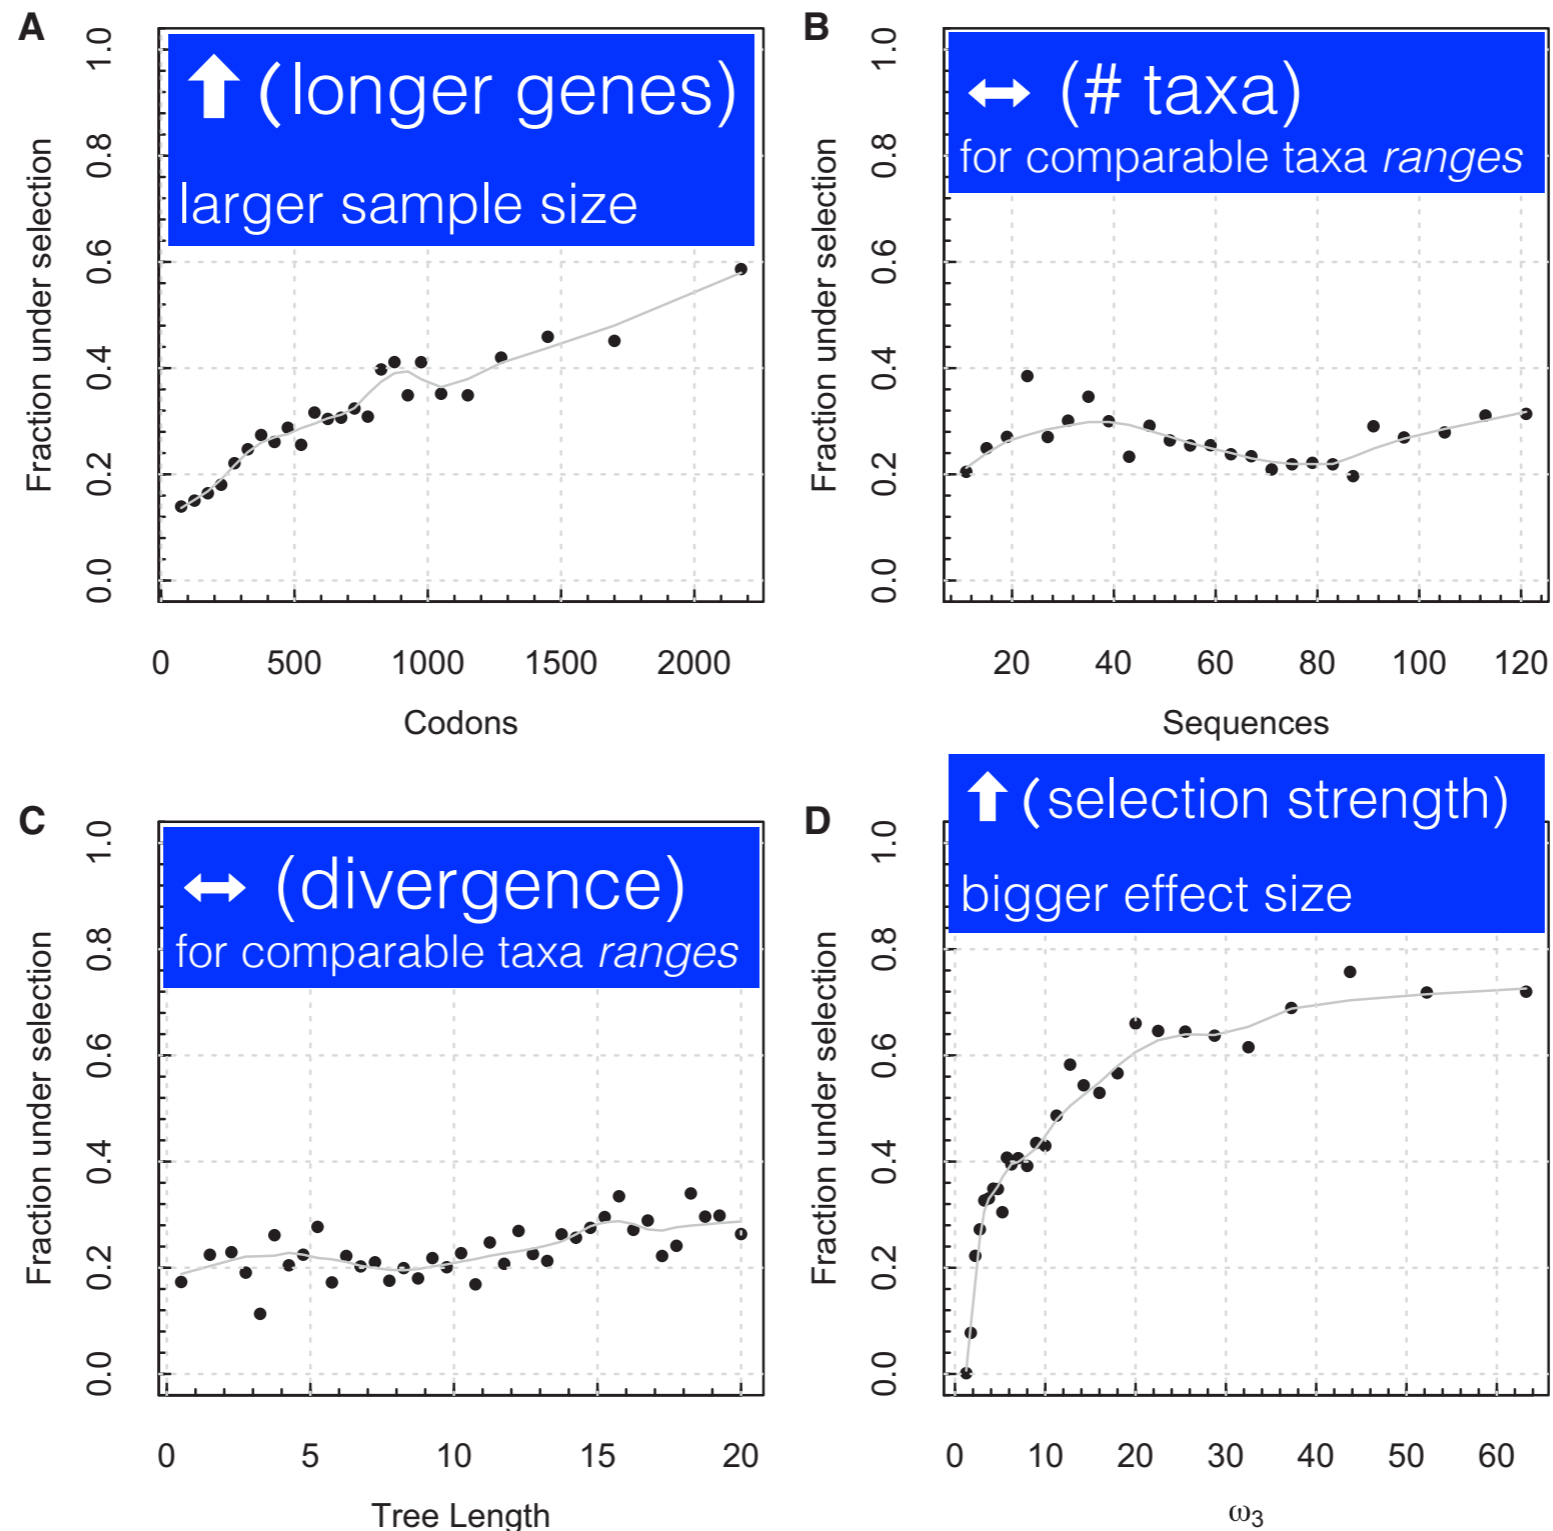 A
1.0
0.8
0.6
0.4
0.2
0.0
Fraction under selection
(longer genes)
larger sample size
0 500 1000 1500 2000
Codons
B
1.0
0.8
0.6
0.4
0.2
0.0
Fraction under selection
(# taxa)
for comparable taxa ranges
20 40 60 80 100 120
Sequences
C
1.0
0.8
0.6
0.4
0.2
0.0
Fraction under selection
(divergence)
for comparable taxa ranges
0 5 10 15 20
Tree Length
D
1.0
0.8
0.6
0.4
0.2
0.0
Fraction under selection
(selection strength)
bigger effect size
0 10 20 30 40 50 60
ω3